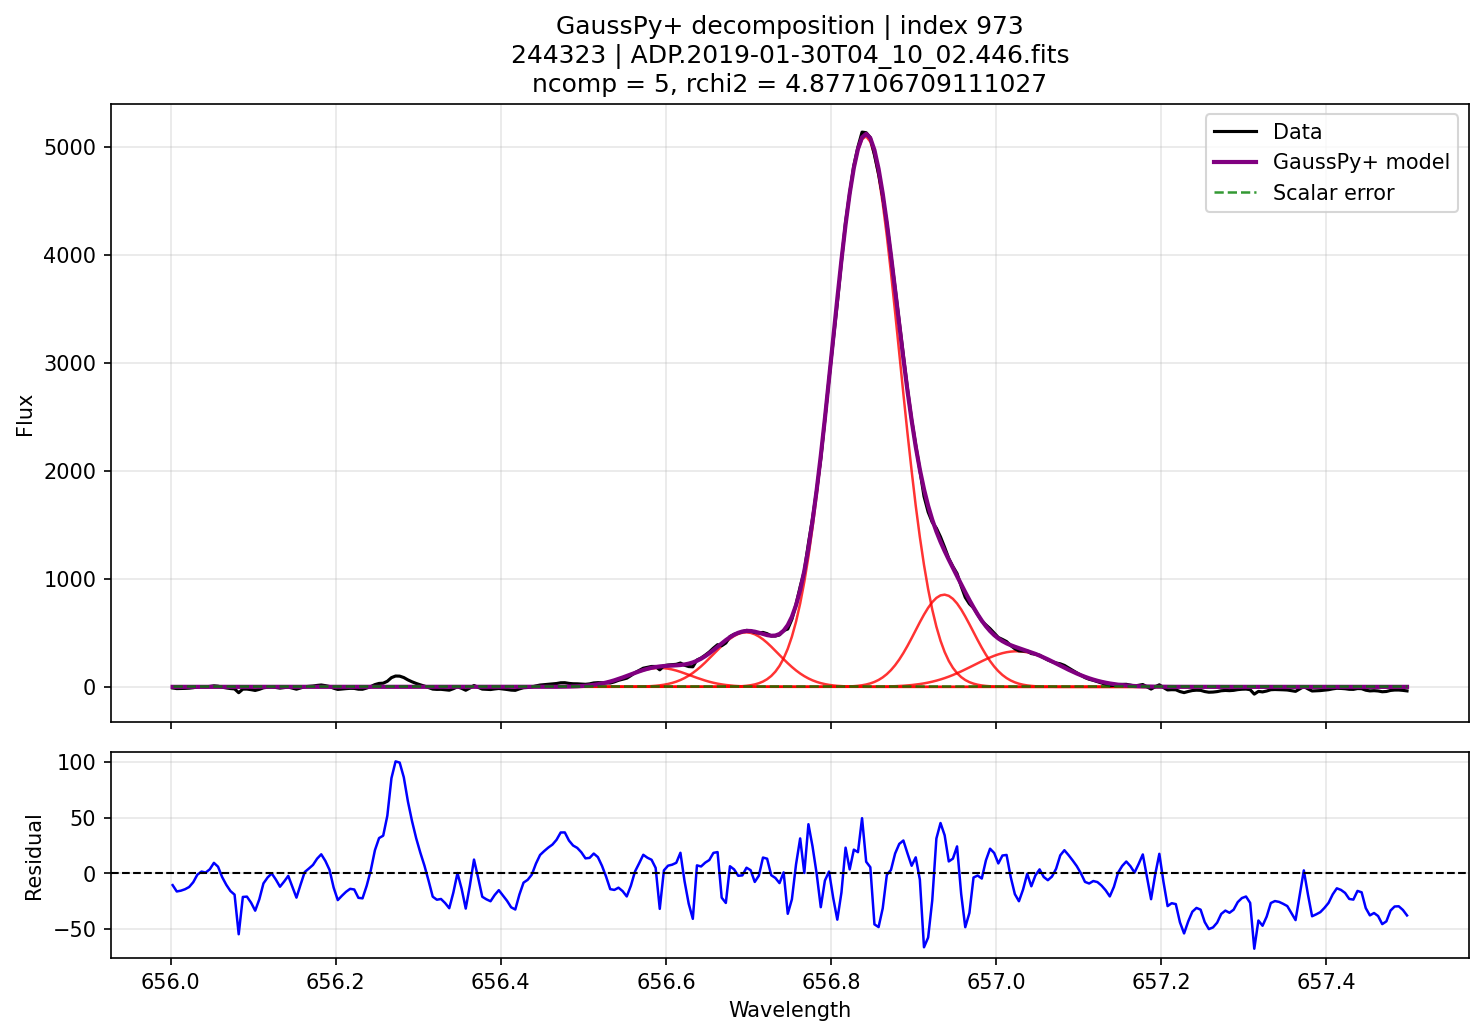 GaussPy+ decomposition | index 973
244323 | ADP.2019-01-30T04_10_02.446.fits
ncomp = 5, rchi2 = 4.877106709111027
Data
GaussPy+ model
Scalar error
5000
4000
3000
2000
1000
0
Flux
100
50
0
−50
Residual
656.0 656.2 656.4 656.6 656.8 657.0 657.2 657.4
Wavelength